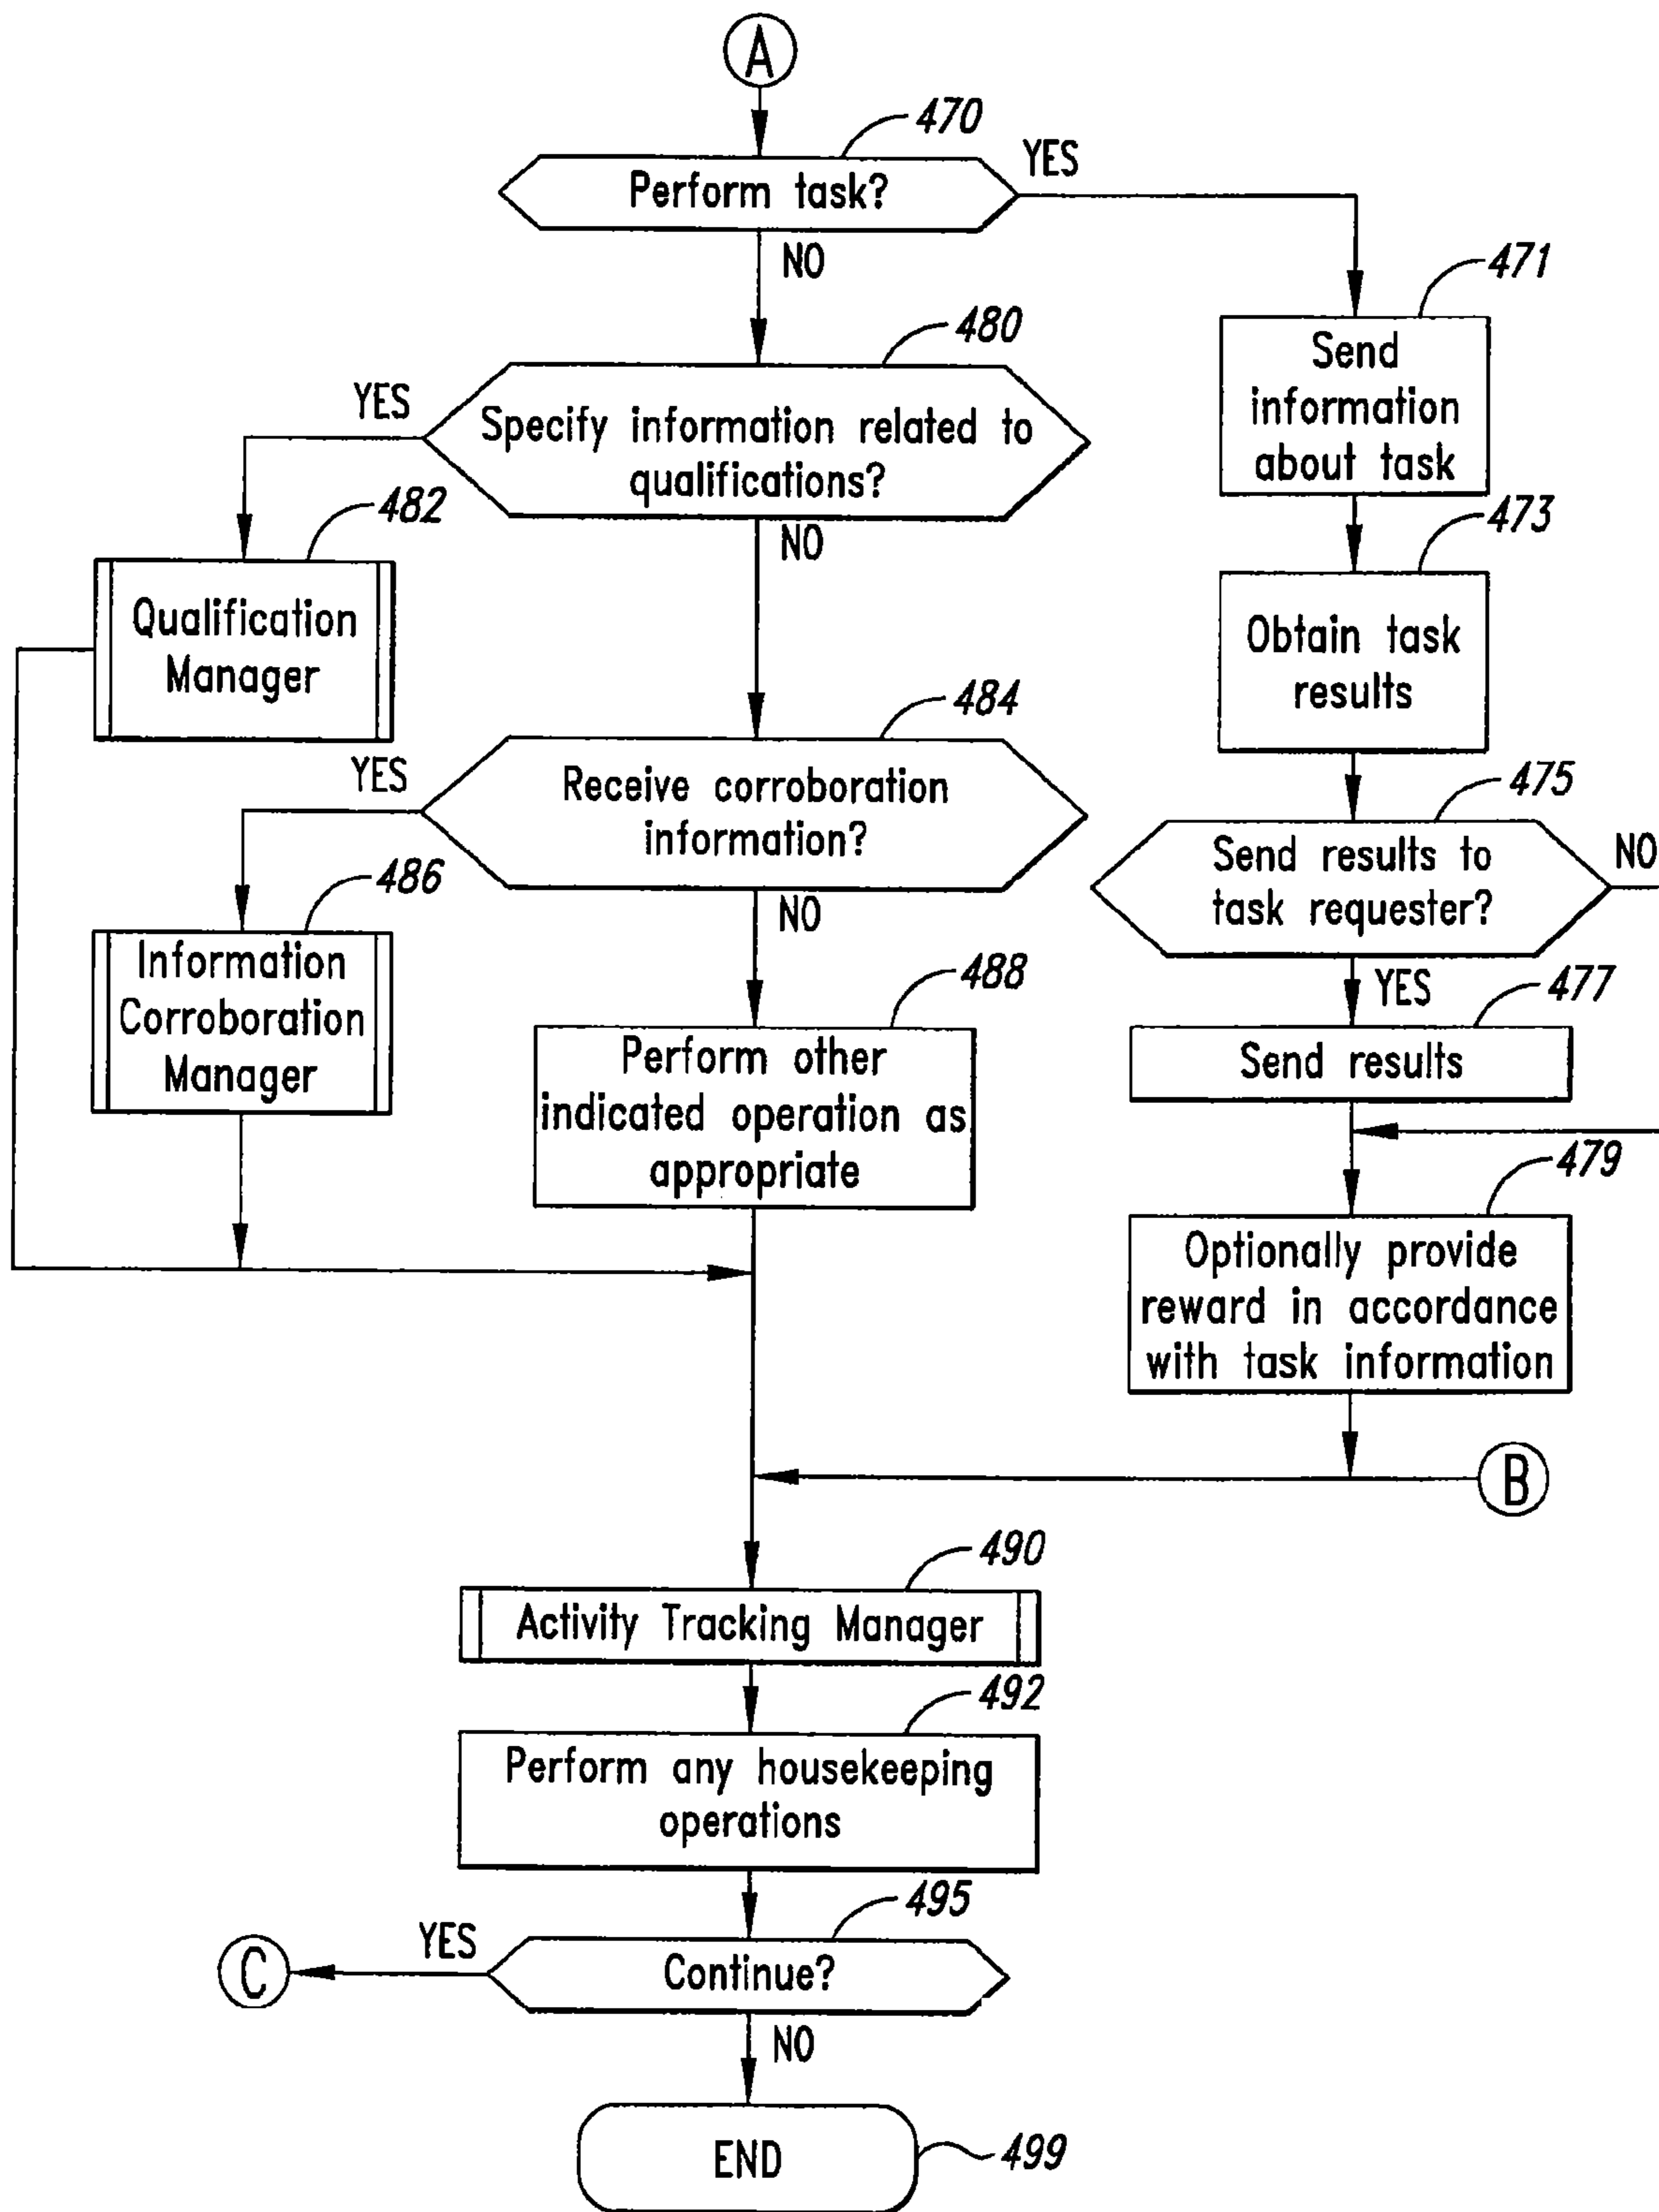 A
470
Perform task?
YES
NO
471
Send
information
about task
480
YES
Specify information related to
qualifications?
NO
482
Qualification
Manager
473
Obtain task
results
484
YES
Receive corroboration
information?
NO
475
Send results to
task requester?
NO
YES
486
Information
Corroboration
Manager
488
Perform other
indicated operation as
appropriate
477
Send results
479
Optionally provide
reward in accordance
with task information
B
490
Activity Tracking Manager
492
Perform any housekeeping
operations
495
YES
C
Continue?
NO
END
499